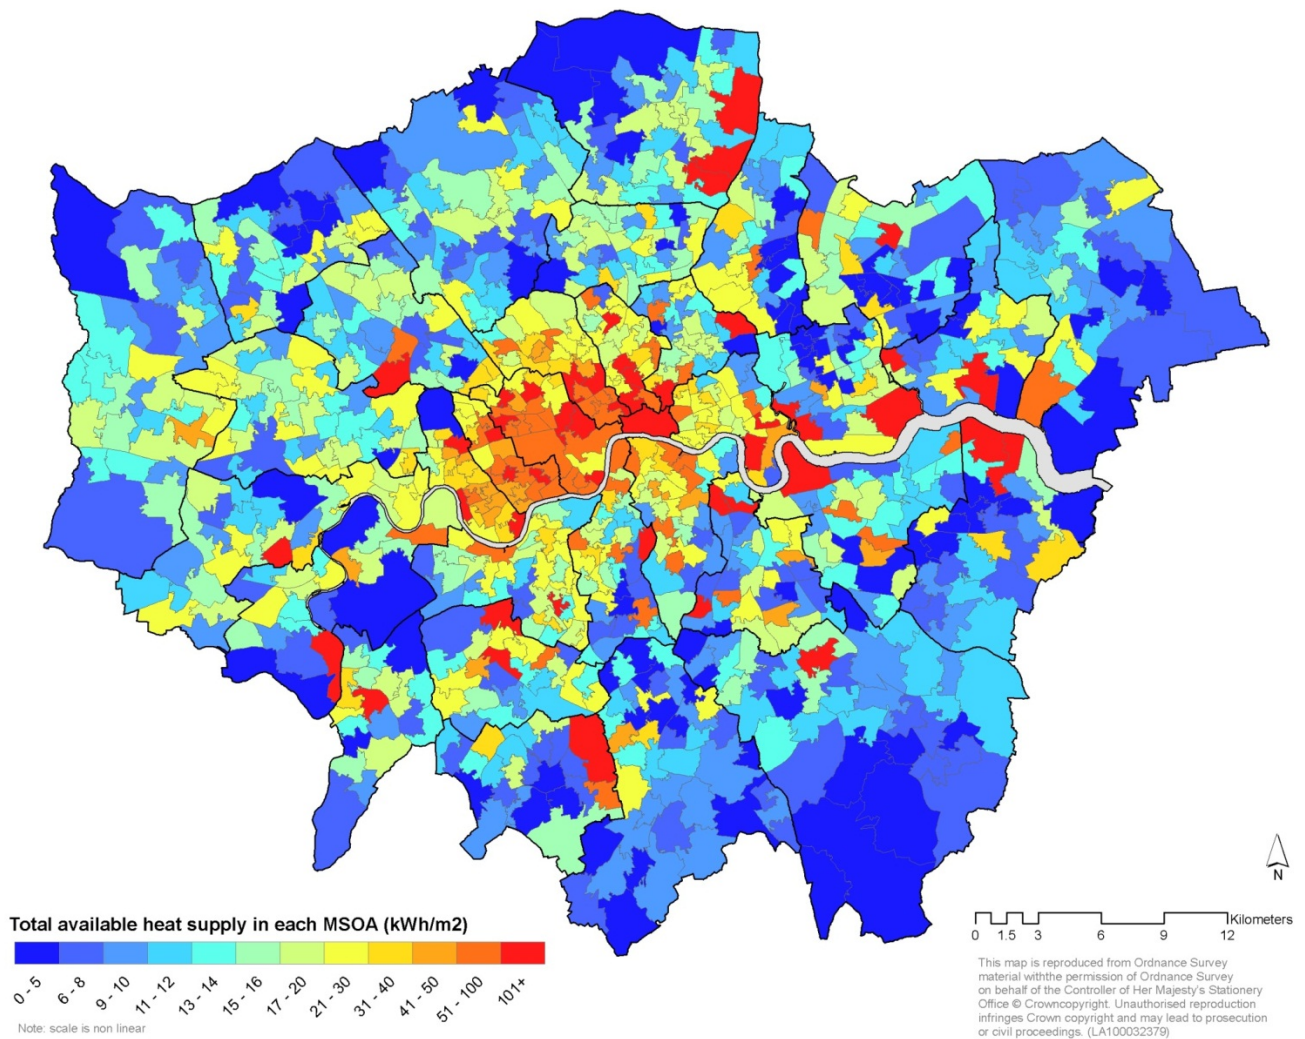 Total available heat supply in each MSOA (kWh/m2)
0 - 5
6 - 8
9 - 10
11 - 12
13 - 14
15 - 16
17 - 20
21 - 30
31 - 40
41 - 50
51 - 100
101+
Note: scale is non linear
N
Kilometers
0 1.5 3 6 9 12
This map is reproduced from Ordnance Survey
material withthe permission of Ordnance Survey
on behalf of the Controller of Her Majesty's Stationery
Office © Crowncopyright. Unauthorised reproduction
infringes Crown copyright and may lead to prosecution
or civil proceedings. (LA100032379)